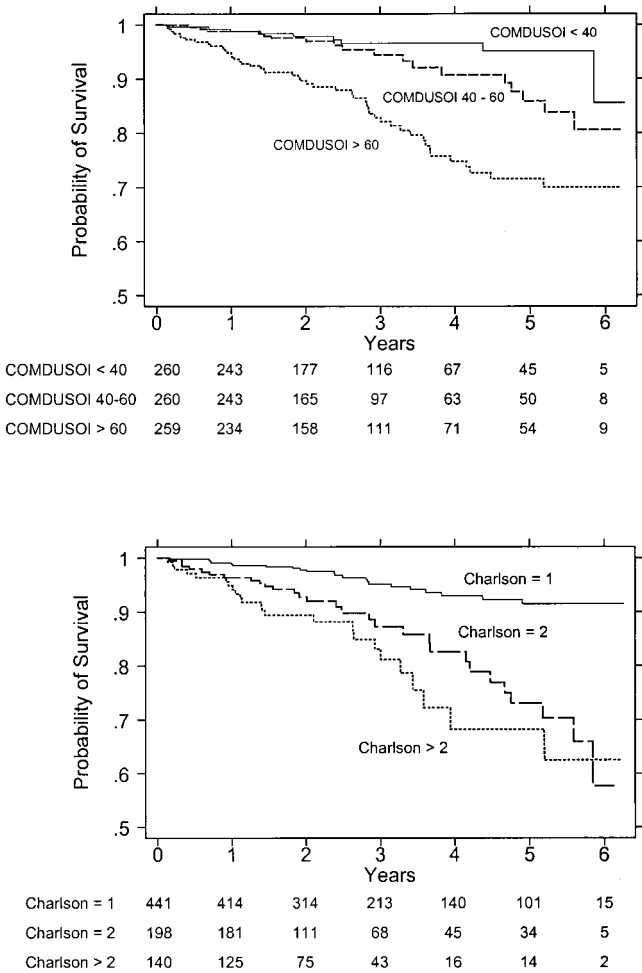 1
COMDUSOI < 40
.9
COMDUSOI 40 - 60
.8
COMDUSOI > 60
.7
.6
.5
Probability of Survival
0 1 2 3 4 5 6
Years
COMDUSOI < 40 260 243 177 116 67 45 5
COMDUSOI 40-60 260 243 165 97 63 50 8
COMDUSOI > 60 259 234 158 111 71 54 9
1
Charlson = 1
.9
Charlson = 2
.8
.7
Charlson > 2
.6
.5
Probability of Survival
0 1 2 3 4 5 6
Years
Charlson = 1 441 414 314 213 140 101 15
Charlson = 2 198 181 111 68 45 34 5
Charlson > 2 140 125 75 43 16 14 2